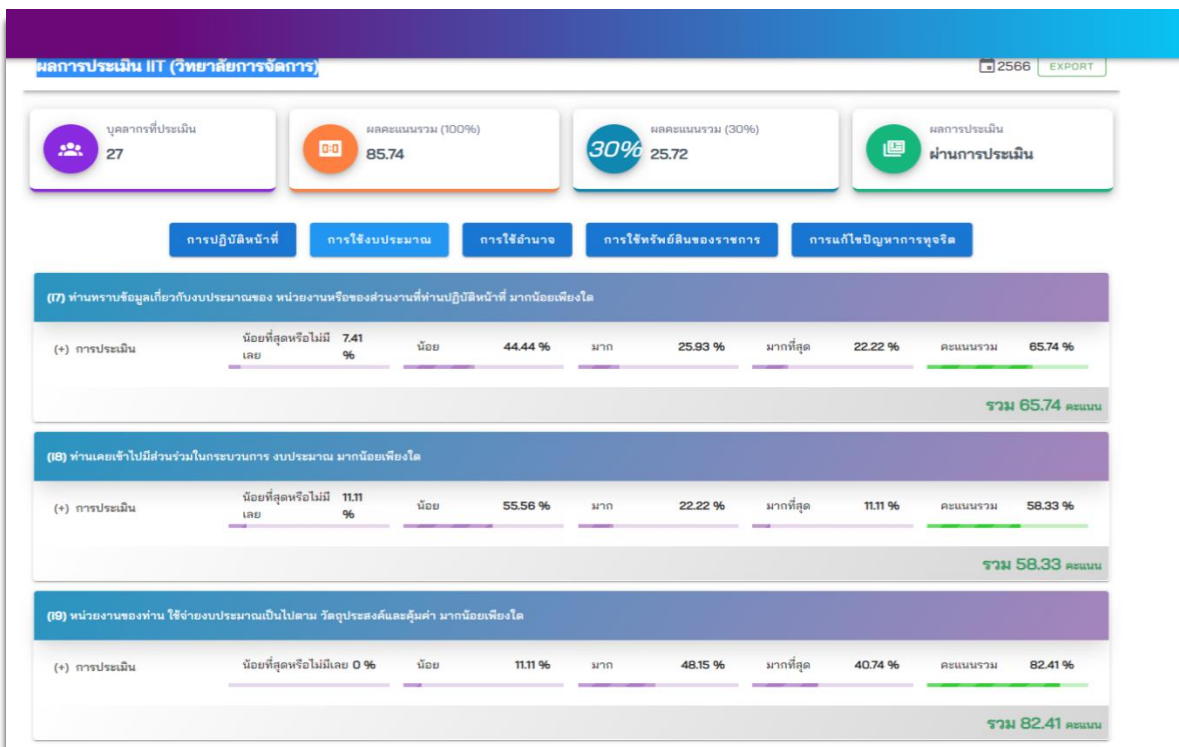 ผลการประเมิน IIT (วิทยาลัยการจัดการ) 2566 EXPORT
บุคลากรที่ประเมิน
27
ผลคะแนนรวม (100%)
85.74
30%
ผลคะแนนรวม (30%)
25.72
ผลการประเมิน
ผ่านการประเมิน
การปฏิบัติหน้าที่ การใช้งบประมาณ การใช้อำนาจ การใช้ทรัพย์สินของราชการ การแก้ไขปัญหาการทุจริต
(I7) ท่านทราบข้อมูลเกี่ยวกับงบประมาณของ หน่วยงานหรือของส่วนงานที่ท่านปฏิบัติหน้าที่ มากน้อยเพียงใด
(+) การประเมิน น้อยที่สุดหรือไม่มีเลย 7.41 % น้อย 44.44 % มาก 25.93 % มากที่สุด 22.22 % คะแนนรวม 65.74 %
รวม 65.74 คะแนน
(I8) ท่านเคยเข้าไปมีส่วนร่วมในกระบวนการ งบประมาณ มากน้อยเพียงใด
(+) การประเมิน น้อยที่สุดหรือไม่มีเลย 11.11 % น้อย 55.56 % มาก 22.22 % มากที่สุด 11.11 % คะแนนรวม 58.33 %
รวม 58.33 คะแนน
(I9) หน่วยงานของท่าน ใช้จ่ายงบประมาณเป็นไปตาม วัตถุประสงค์และคุ้มค่า มากน้อยเพียงใด
(+) การประเมิน น้อยที่สุดหรือไม่มีเลย 0 % น้อย 11.11 % มาก 48.15 % มากที่สุด 40.74 % คะแนนรวม 82.41 %
รวม 82.41 คะแนน